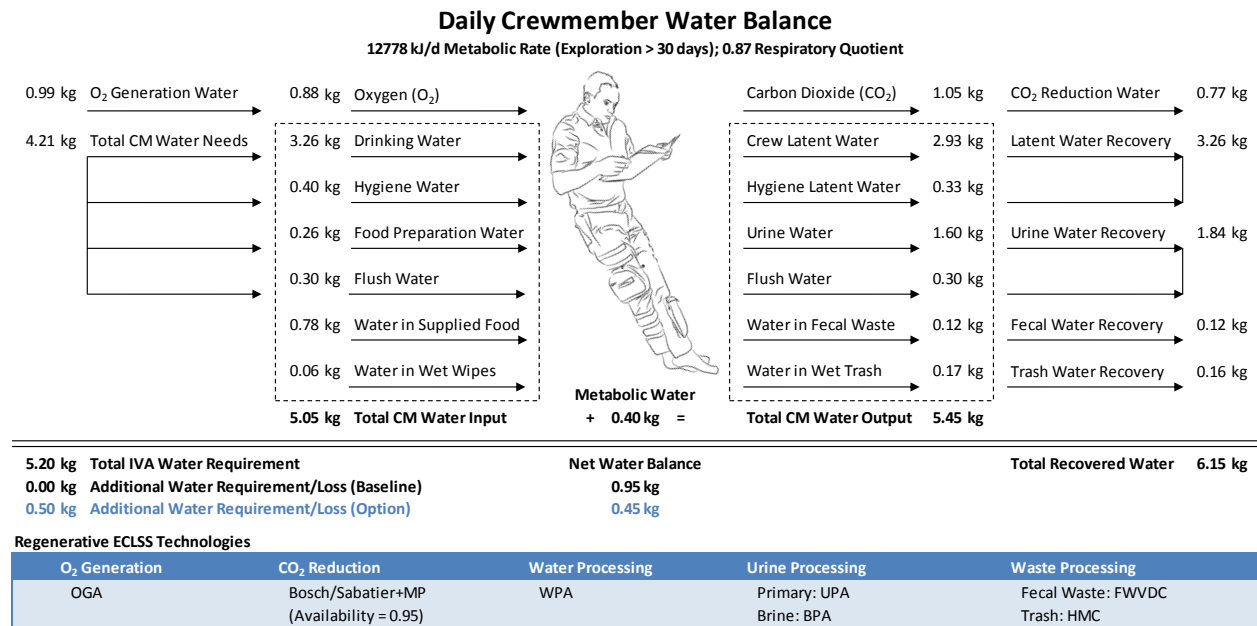 Daily Crewmember Water Balance
12778 kJ/d Metabolic Rate (Exploration > 30 days); 0.87 Respiratory Quotient
0.99 kg O₂ Generation Water 0.88 kg Oxygen (O₂) Carbon Dioxide (CO₂) 1.05 kg CO₂ Reduction Water 0.77 kg
4.21 kg Total CM Water Needs 3.26 kg Drinking Water Crew Latent Water 2.93 kg Latent Water Recovery 3.26 kg
0.40 kg Hygiene Water Hygiene Latent Water 0.33 kg
0.26 kg Food Preparation Water Urine Water 1.60 kg Urine Water Recovery 1.84 kg
0.30 kg Flush Water Flush Water 0.30 kg
0.78 kg Water in Supplied Food Water in Fecal Waste 0.12 kg Fecal Water Recovery 0.12 kg
0.06 kg Water in Wet Wipes Water in Wet Trash 0.17 kg Trash Water Recovery 0.16 kg
Metabolic Water
5.05 kg Total CM Water Input + 0.40 kg = Total CM Water Output 5.45 kg
5.20 kg Total IVA Water Requirement Net Water Balance Total Recovered Water 6.15 kg
0.00 kg Additional Water Requirement/Loss (Baseline) 0.95 kg
0.50 kg Additional Water Requirement/Loss (Option) 0.45 kg
Regenerative ECLSS Technologies
O₂ Generation CO₂ Reduction Water Processing Urine Processing Waste Processing
OGA Bosch/Sabatier+MP WPA Primary: UPA Fecal Waste: FWVDC
(Availability = 0.95) Brine: BPA Trash: HMC